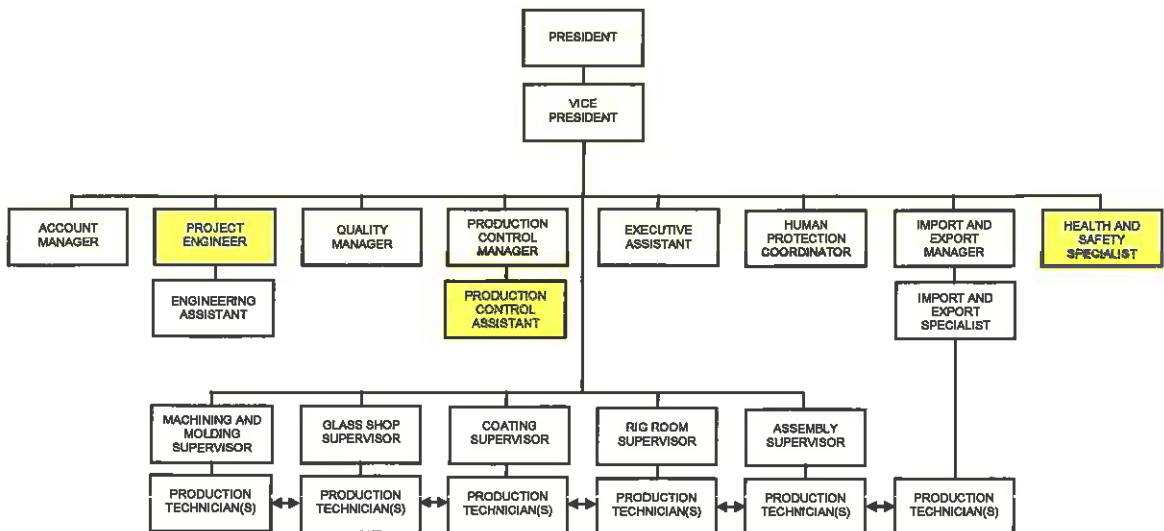 PRESIDENT
VICE
PRESIDENT
ACCOUNT
MANAGER
PROJECT
ENGINEER
QUALITY
MANAGER
PRODUCTION
CONTROL
MANAGER
EXECUTIVE
ASSISTANT
HUMAN
PROTECTION
COORDINATOR
IMPORT AND
EXPORT
MANAGER
HEALTH AND
SAFETY
SPECIALIST
ENGINEERING
ASSISTANT
PRODUCTION
CONTROL
ASSISTANT
IMPORT AND
EXPORT
SPECIALIST
MACHINING AND
MOLDING
SUPERVISOR
GLASS SHOP
SUPERVISOR
COATING
SUPERVISOR
RIG ROOM
SUPERVISOR
ASSEMBLY
SUPERVISOR
PRODUCTION
TECHNICIAN(S)
PRODUCTION
TECHNICIAN(S)
PRODUCTION
TECHNICIAN(S)
PRODUCTION
TECHNICIAN(S)
PRODUCTION
TECHNICIAN(S)
PRODUCTION
TECHNICIAN(S)